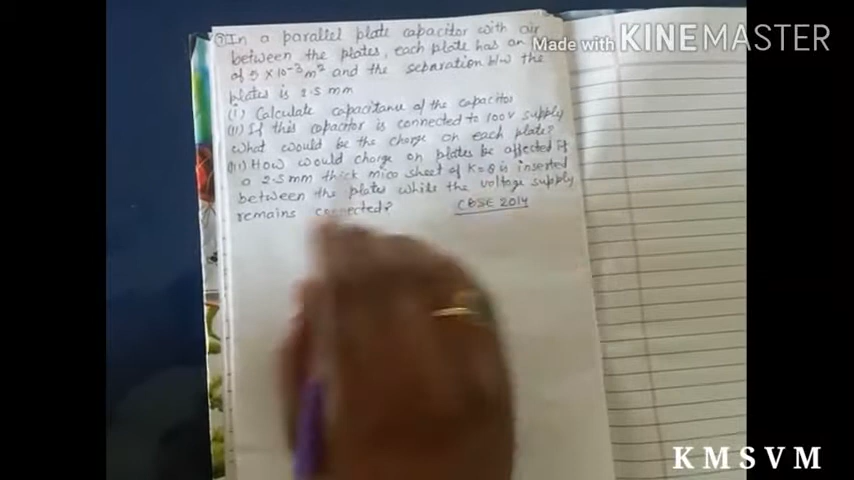 In a parallel plate capacitor with air
between the plates, each plate has an
of 5 X 10⁻³m² and the separation b/w the
plates is 2.5 mm
(i) Calculate capacitance of the capacitor
(ii) If this capacitor is connected to 100V supply
what would be the charge on each plate?
(iii) How would charge on plates be affected if
a 2.5 mm thick mica sheet of K=8 is inserted
between the plates while the voltage supply
remains connected?
CBSE 2014
Made with KINEMASTER
KMSVM